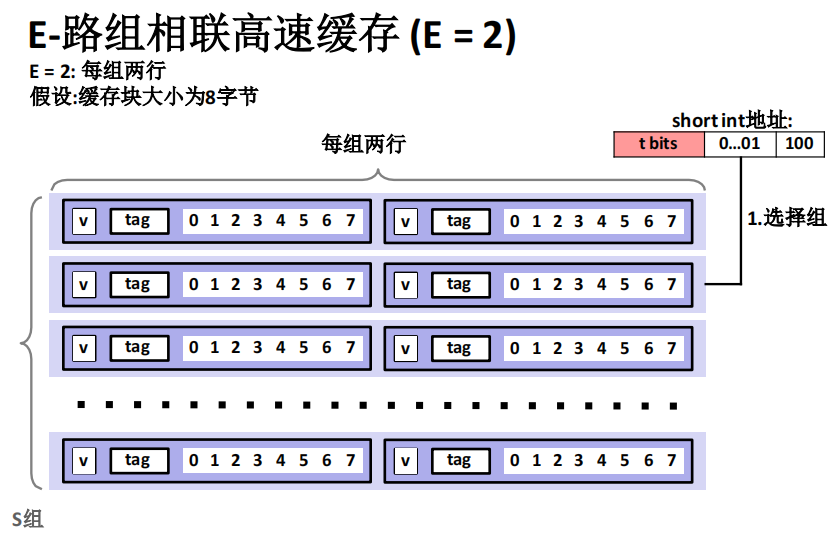 E-路组相联高速缓存 (E = 2)
E = 2: 每组两行
假设:缓存块大小为8字节
short int地址:
t bits 0…01 100
每组两行
v tag 0 1 2 3 4 5 6 7 v tag 0 1 2 3 4 5 6 7
1.选择组
v tag 0 1 2 3 4 5 6 7 v tag 0 1 2 3 4 5 6 7
v tag 0 1 2 3 4 5 6 7 v tag 0 1 2 3 4 5 6 7
v tag 0 1 2 3 4 5 6 7 v tag 0 1 2 3 4 5 6 7
S组